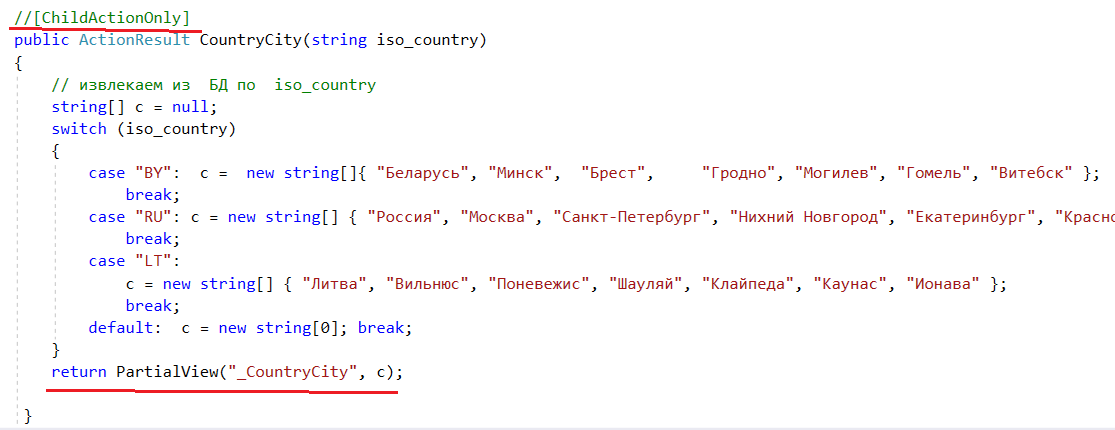 //[ChildActionOnly]
public ActionResult CountryCity(string iso_country)
{
// извлекаем из БД по iso_country
string[] c = null;
switch (iso_country)
{
case "BY": c = new string[]{ "Беларусь", "Минск", "Брест", "Гродно", "Могилев", "Гомель", "Витебск" };
break;
case "RU": c = new string[] { "Россия", "Москва", "Санкт-Петербург", "Нихний Новгород", "Екатеринбург", "Красно
break;
case "LT":
c = new string[] { "Литва", "Вильнюс", "Поневежис", "Шауляй", "Клайпеда", "Каунас", "Ионава" };
break;
default: c = new string[0]; break;
}
return PartialView("_CountryCity", c);
}